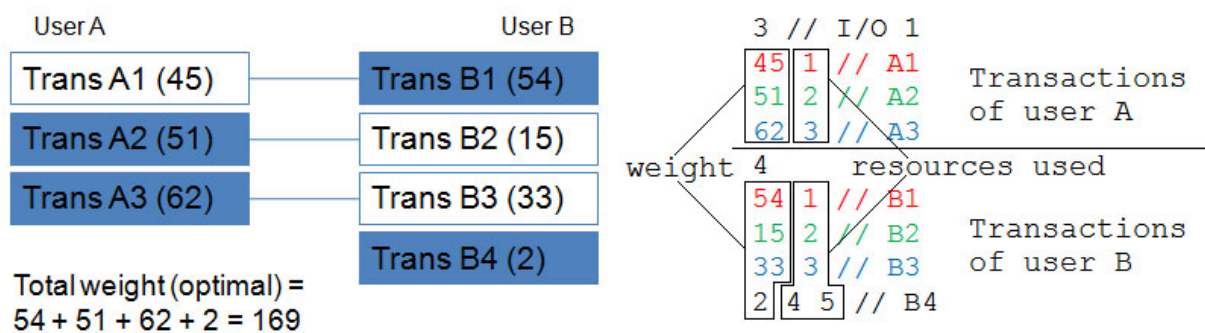 User A
User B
Trans A1 (45)
Trans B1 (54)
Trans A2 (51)
Trans B2 (15)
Trans A3 (62)
Trans B3 (33)
Trans B4 (2)
Total weight (optimal) =
54 + 51 + 62 + 2 = 169
3 // I/O 1
45 1 // A1
51 2 // A2
62 3 // A3
Transactions
of user A
weight
4
resources used
54 1 // B1
15 2 // B2
33 3 // B3
2 4 5 // B4
Transactions
of user B